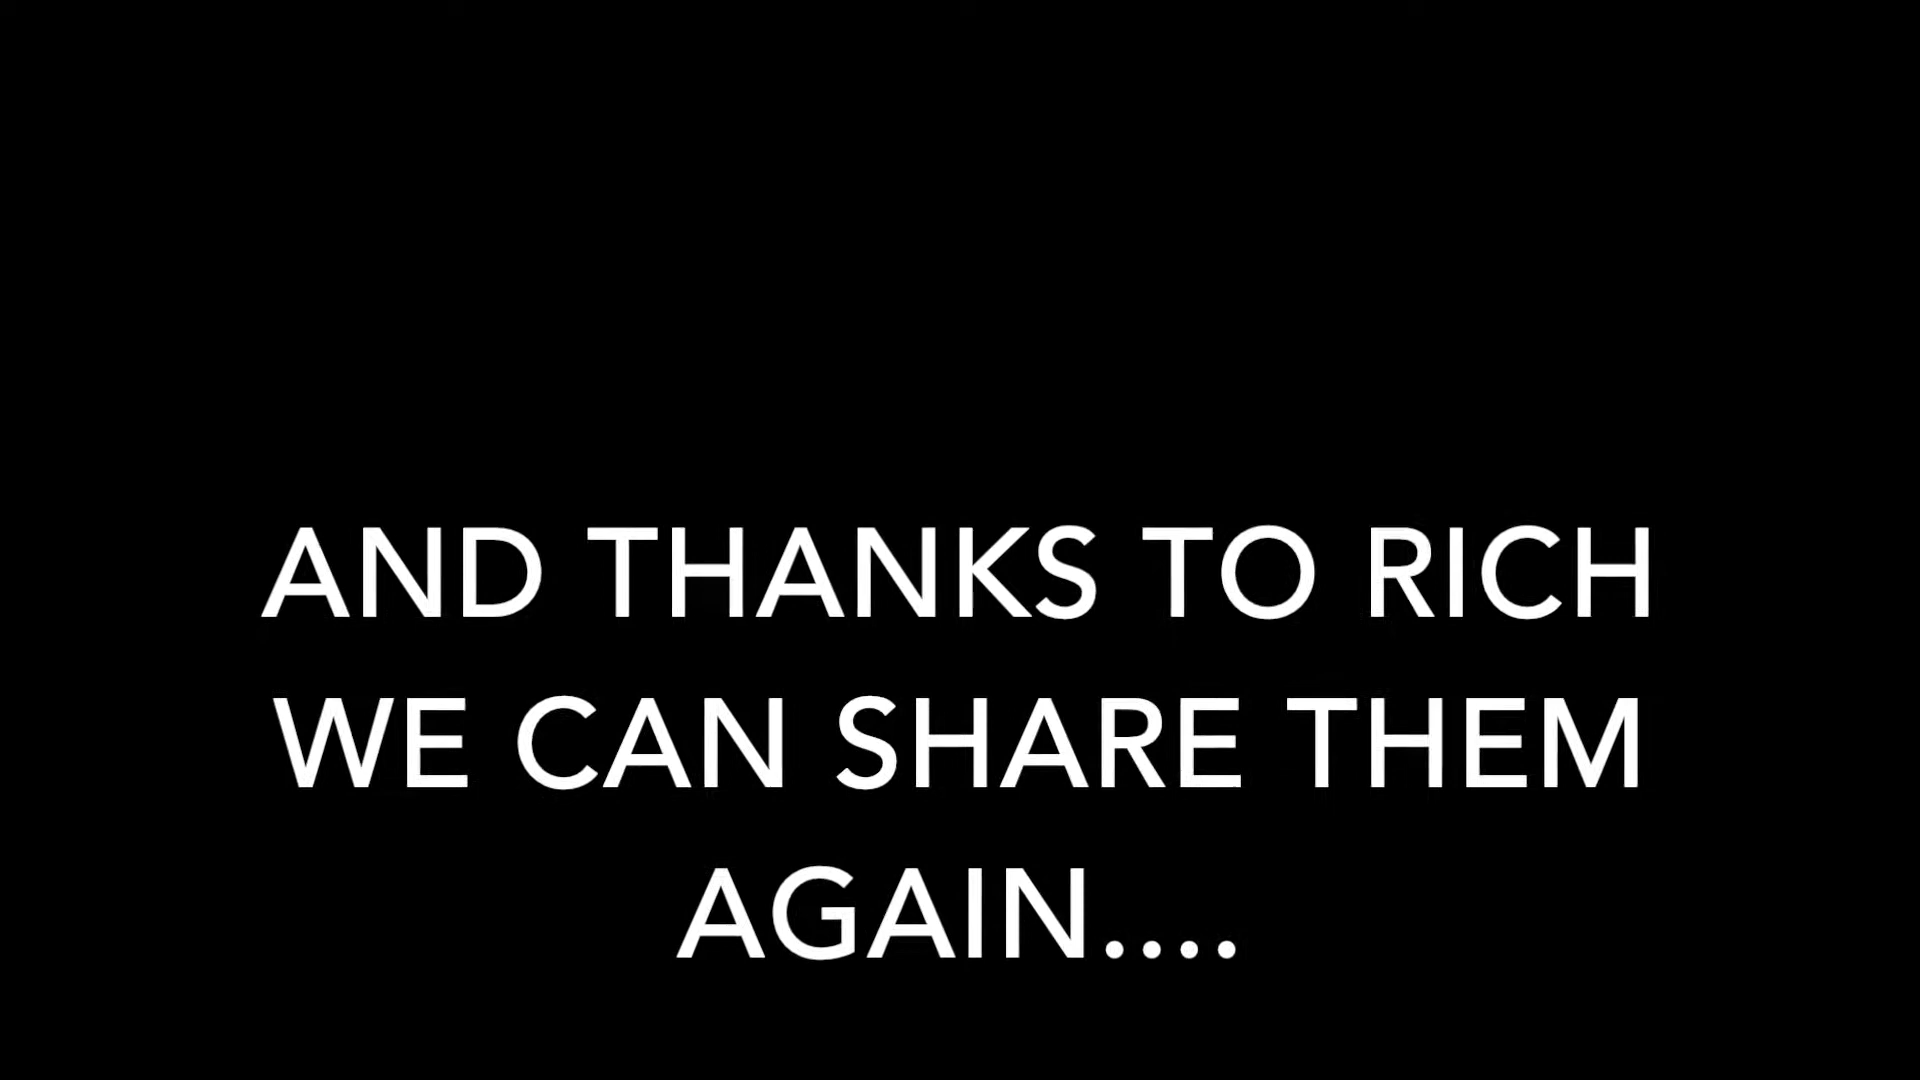 AND THANKS TO RICH
WE CAN SHARE THEM
AGAIN....